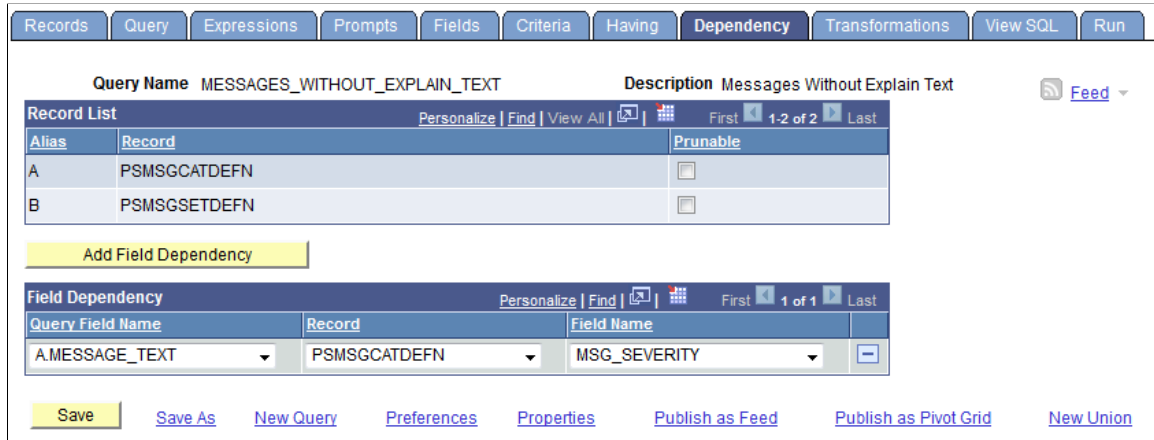 Records Query Expressions Prompts Fields Criteria Having Dependency Transformations View SQL Run
Query Name MESSAGES_WITHOUT_EXPLAIN_TEXT Description Messages Without Explain Text Feed
Record List Personalize | Find | View All | | First 1-2 of 2 Last
Alias Record Prunable
A PSMSGCATDEFN
B PSMSGSETDEFN
Add Field Dependency
Field Dependency Personalize | Find | | First 1 of 1 Last
Query Field Name Record Field Name
A.MESSAGE_TEXT PSMSGCATDEFN MSG_SEVERITY
Save Save As New Query Preferences Properties Publish as Feed Publish as Pivot Grid New Union